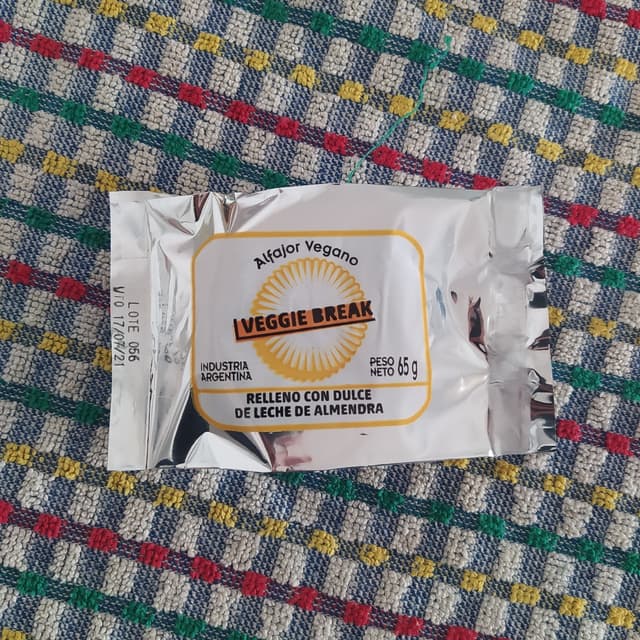 Alfajor Vegano
VEGGIE BREAK
INDUSTRIA
ARGENTINA
PESO
NETO 65 g
RELLENO CON DULCE
DE LECHE DE ALMENDRA
LOTE 056
VTO 17/07/21